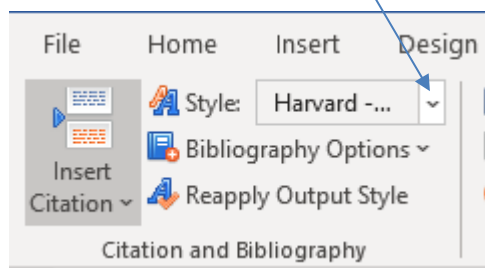 File Home Insert Design
Style: Harvard -...
Bibliography Options
Insert
Citation
Reapply Output Style
Citation and Bibliography